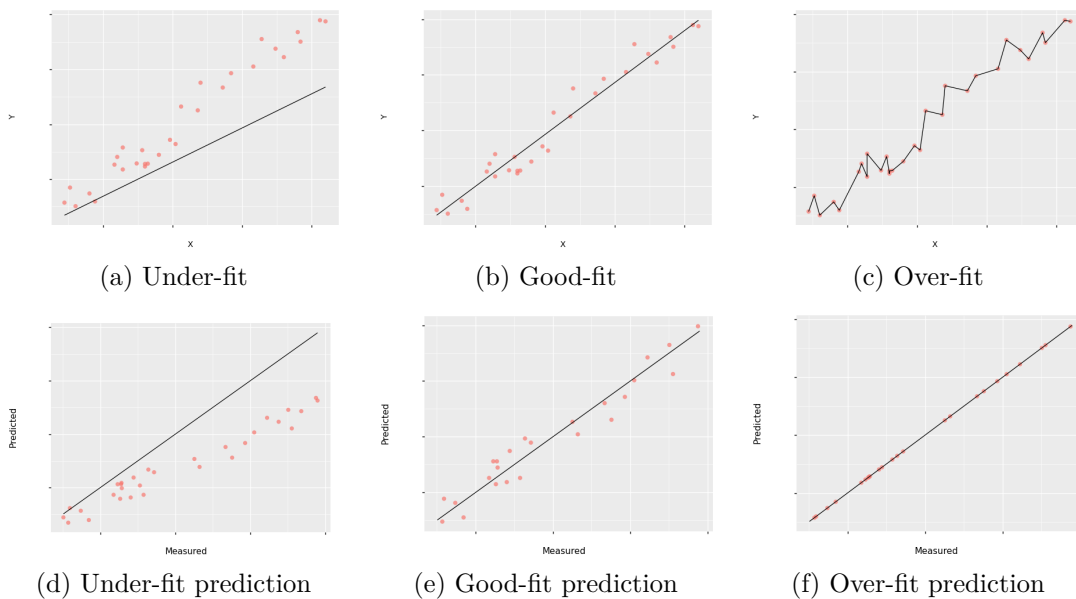 Y
X
(a) Under-fit
Y
X
(b) Good-fit
Y
X
(c) Over-fit
Predicted
Measured
(d) Under-fit prediction
Predicted
Measured
(e) Good-fit prediction
Predicted
Measured
(f) Over-fit prediction